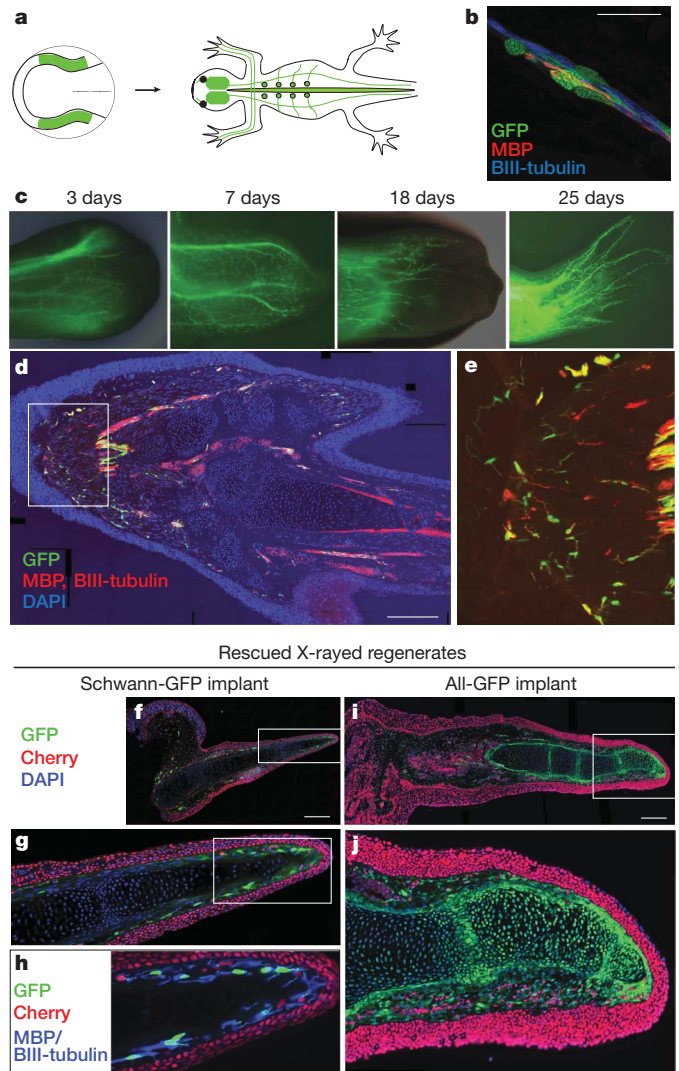 a
b
GFP
MBP
BIII-tubulin
c
3 days
7 days
18 days
25 days
d
GFP
MBP, BIII-tubulin
DAPI
e
Rescued X-rayed regenerates
Schwann-GFP implant
All-GFP implant
GFP
Cherry
DAPI
f
i
g
j
h
GFP
Cherry
MBP/
BIII-tubulin